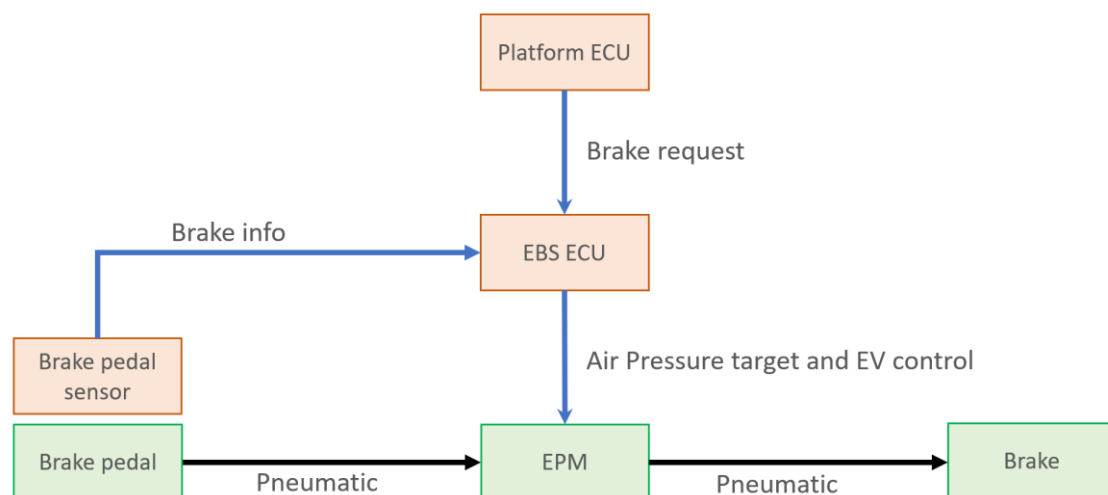 Platform ECU
Brake request
Brake info
EBS ECU
Brake pedal
sensor
Air Pressure target and EV control
Brake pedal
Pneumatic
EPM
Pneumatic
Brake